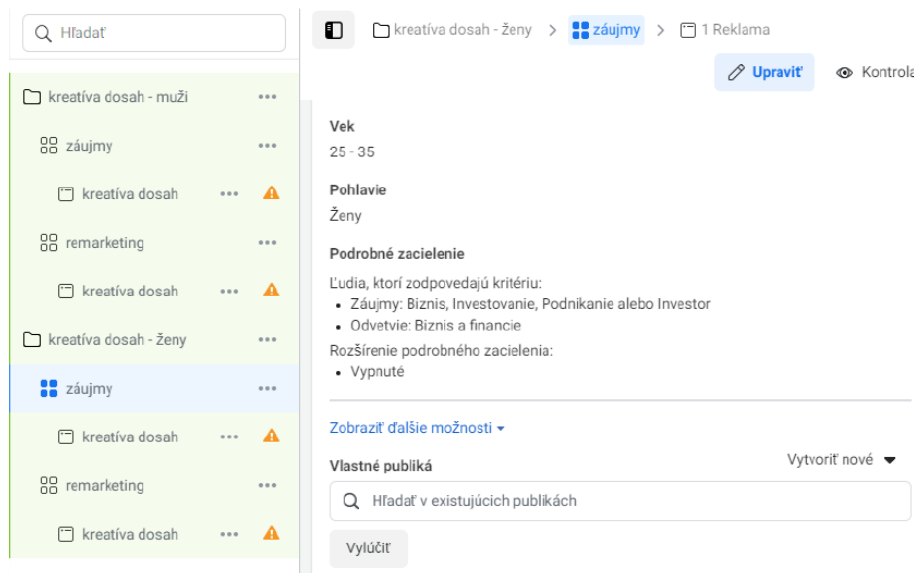 Hľadať
kreatíva dosah - muži
záujmy
kreatíva dosah
remarketing
kreatíva dosah
kreatíva dosah - ženy
záujmy
kreatíva dosah
remarketing
kreatíva dosah
kreatíva dosah - ženy > záujmy > 1 Reklama
Upraviť Kontrola
Vek
25 - 35
Pohlavie
Ženy
Podrobné zacielenie
Ľudia, ktorí zodpovedajú kritériu:
• Záujmy: Biznis, Investovanie, Podnikanie alebo Investor
• Odvetvie: Biznis a financie
Rozšírenie podrobného zacielenia:
• Vypnuté
Zobraziť ďalšie možnosti
Vlastné publiká Vytvoriť nové
Hľadať v existujúcich publikách
Vylúčiť